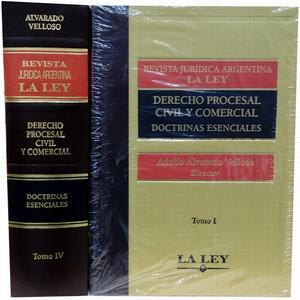 ALVARADO
VELLOSO
REVISTA
JURIDICA ARGENTINA
LA LEY
DERECHO
PROCESAL
CIVIL
Y COMERCIAL
DOCTRINAS
ESENCIALES
Tomo IV
REVISTA JURIDICA ARGENTINA
LA LEY
DERECHO PROCESAL
CIVIL Y COMERCIAL
DOCTRINAS ESENCIALES
Adolfo Alvarado Velloso
Director
Tomo I
LA LEY